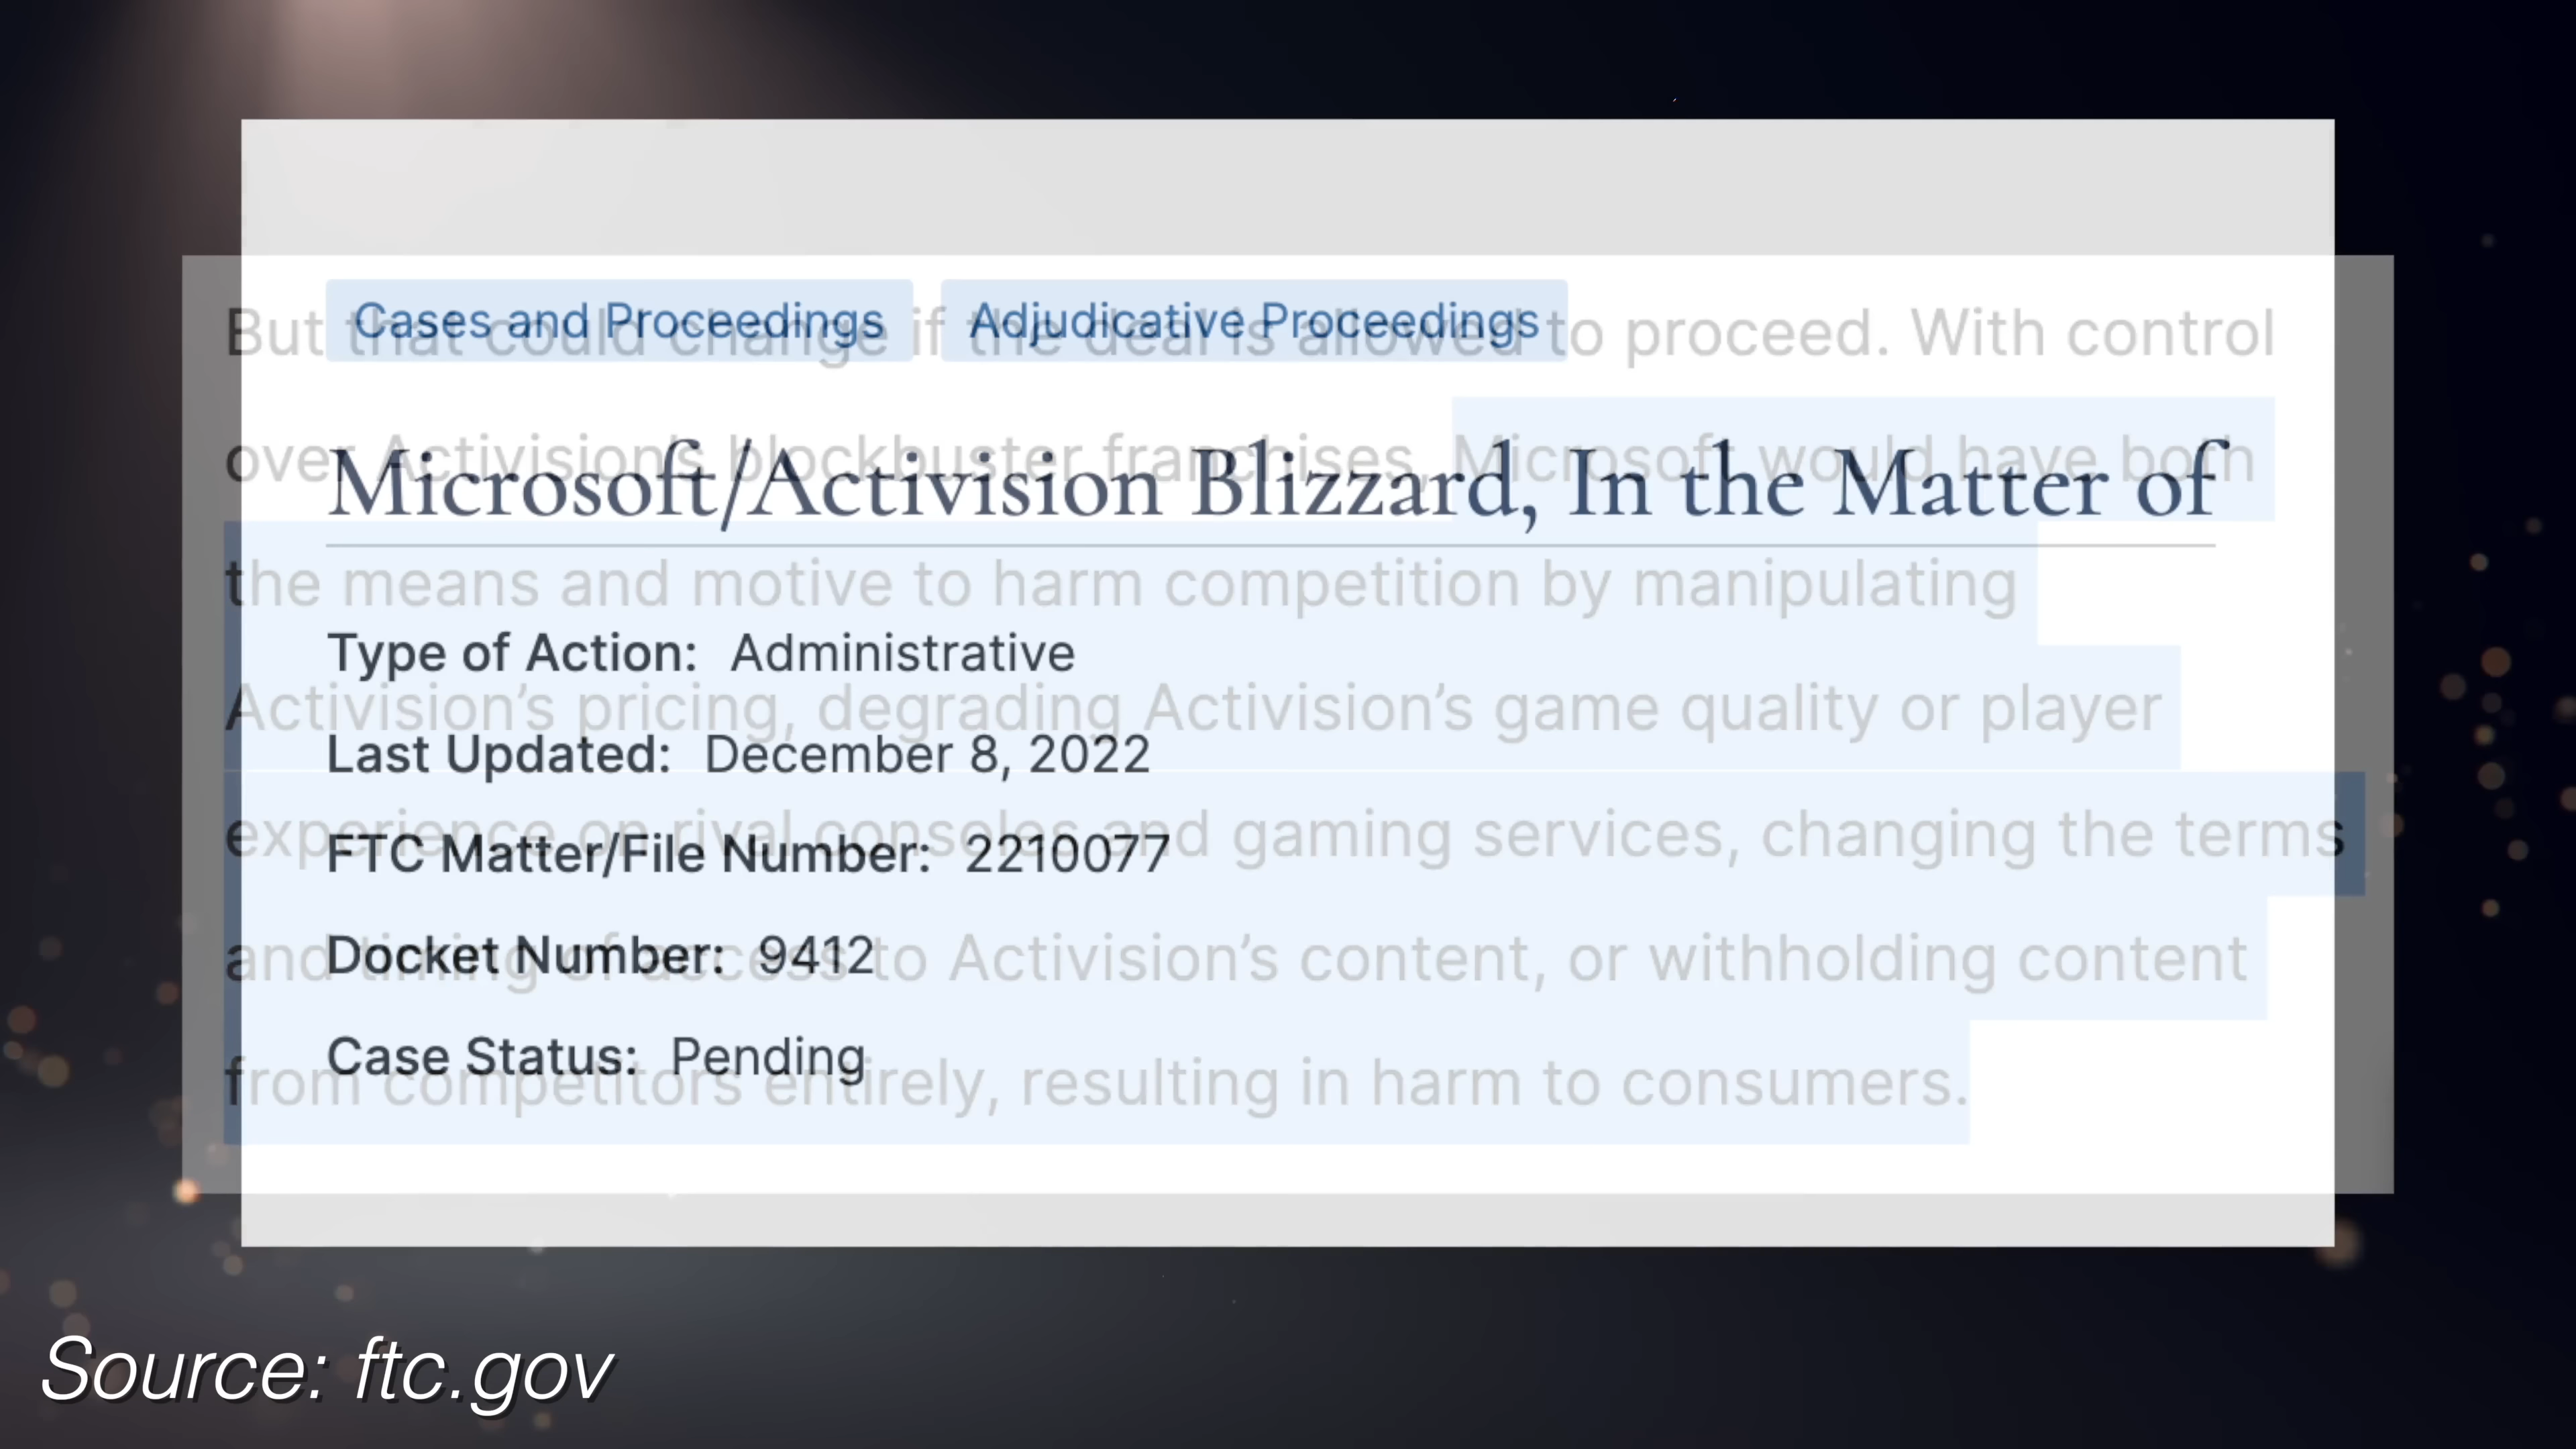 Cases and Proceedings Adjudicative Proceedings
Microsoft/Activision Blizzard, In the Matter of
Type of Action: Administrative
Last Updated: December 8, 2022
FTC Matter/File Number: 2210077
Docket Number: 9412
Case Status: Pending
But that could change if the deal is allowed to proceed. With control
over Activision's blockbuster franchises, Microsoft would have both
the means and motive to harm competition by manipulating
Activision’s pricing, degrading Activision’s game quality or player
experience on rival consoles and gaming services, changing the terms
and timing of access to Activision’s content, or withholding content
from competitors entirely, resulting in harm to consumers.
Source: ftc.gov